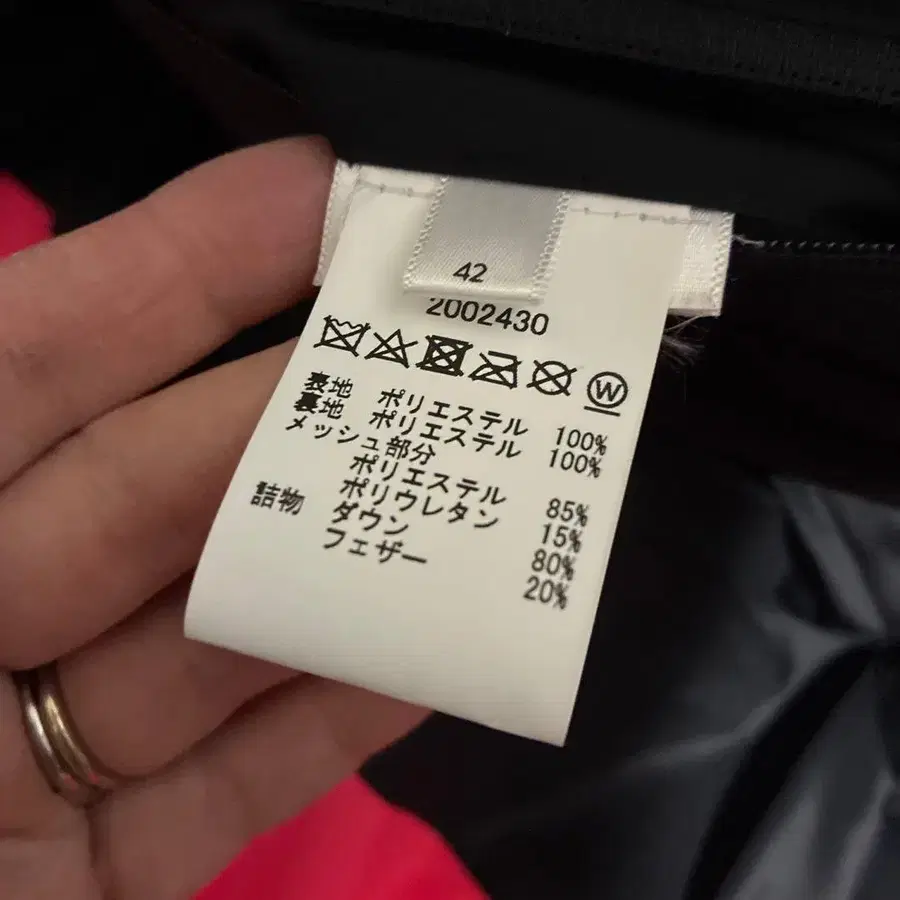 42
2002430
W
表地 ポリエステル 100%
裏地 ポリエステル 100%
メッシュ部分
ポリエステル 85%
ポリウレタン 15%
詰物 ダウン 80%
フェザー 20%